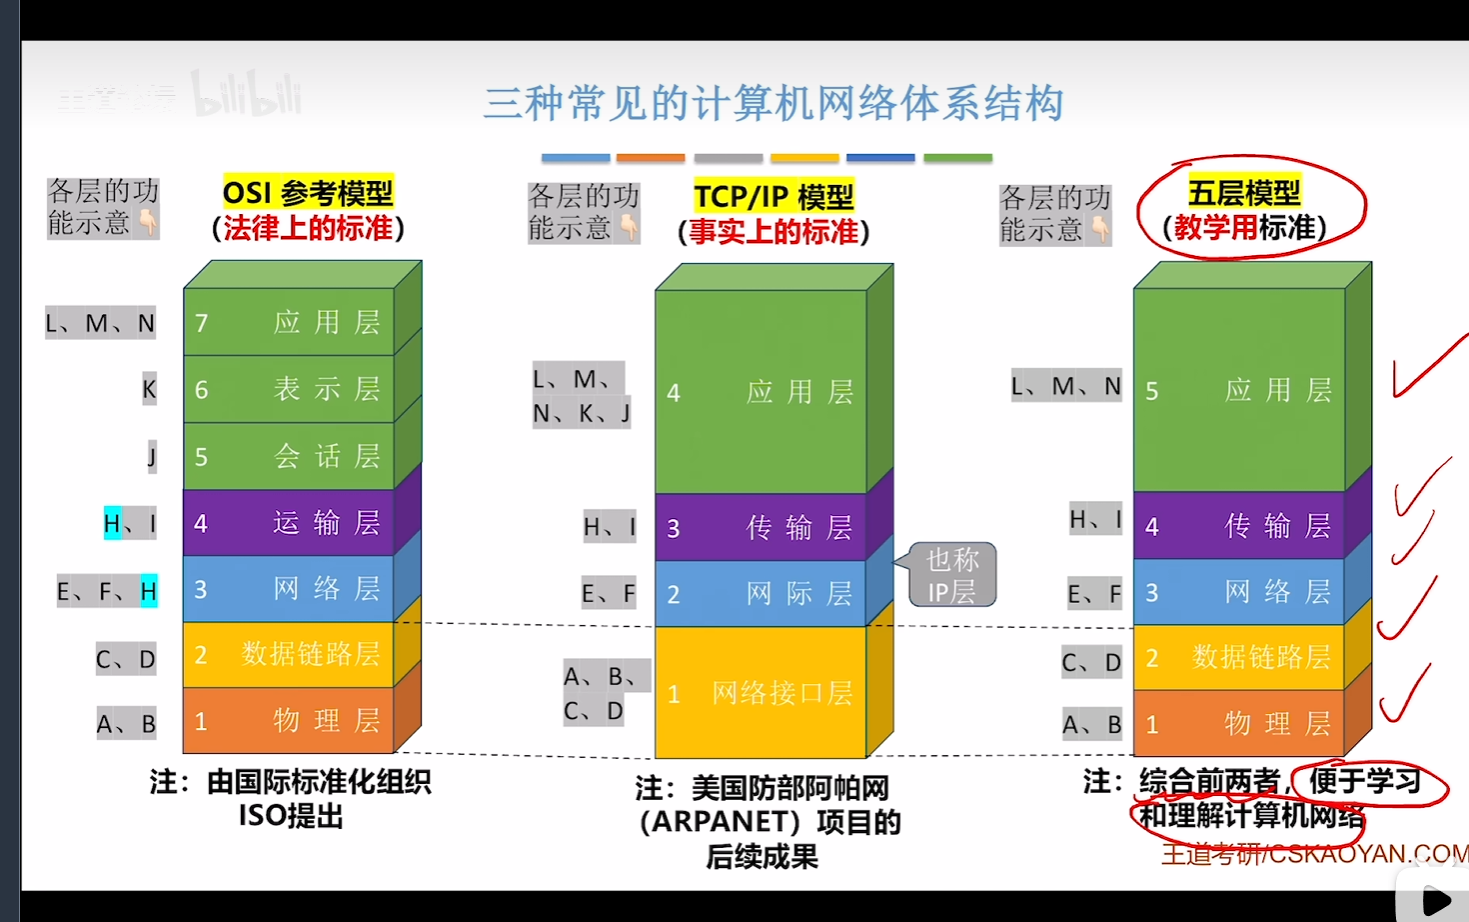 bilibili
三种常见的计算机网络体系结构
各层的功
能示意
OSI 参考模型
（法律上的标准）
L、M、N
7 应用层
K
6 表示层
J
5 会话层
H、I
4 运输层
E、F、H
3 网络层
C、D
2 数据链路层
A、B
1 物理层
注：由国际标准化组织
ISO提出
各层的功
能示意
TCP/IP 模型
（事实上的标准）
L、M、
N、K、J
4 应用层
H、I
3 传输层
也称
IP层
E、F
2 网际层
A、B、
C、D
1 网络接口层
注：美国防部阿帕网
（ARPANET）项目的
后续成果
各层的功
能示意
五层模型
（教学用标准）
L、M、N
5 应用层
H、I
4 传输层
E、F
3 网络层
C、D
2 数据链路层
A、B
1 物理层
注：综合前两者，便于学习
和理解计算机网络
王道考研/CSKAOYAN.COM